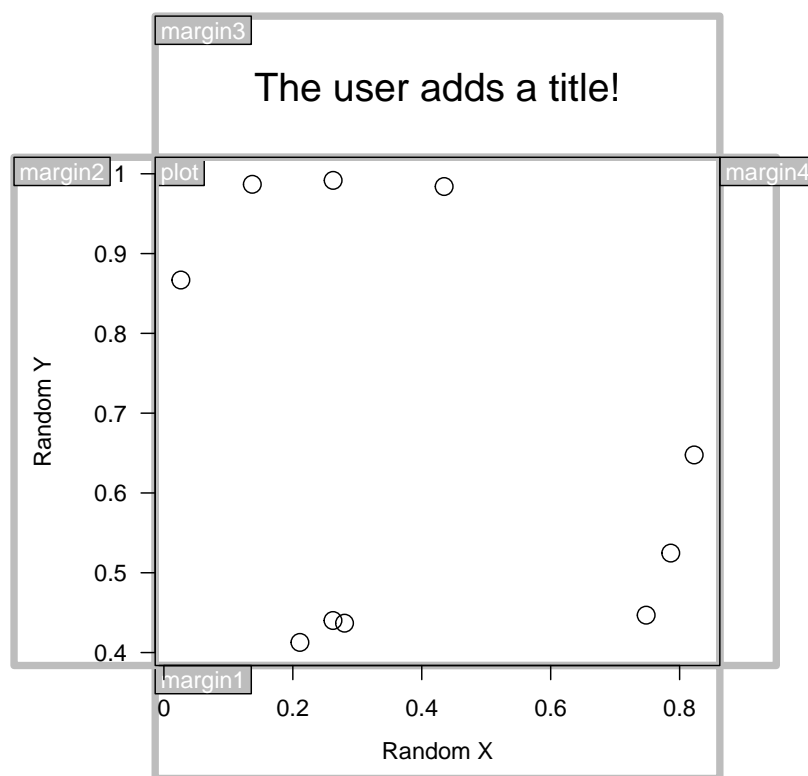 margin3
The user adds a title!
margin2
plot
margin4
1
0.9
0.8
0.7
0.6
0.5
0.4
Random Y
margin1
0 0.2 0.4 0.6 0.8
Random X